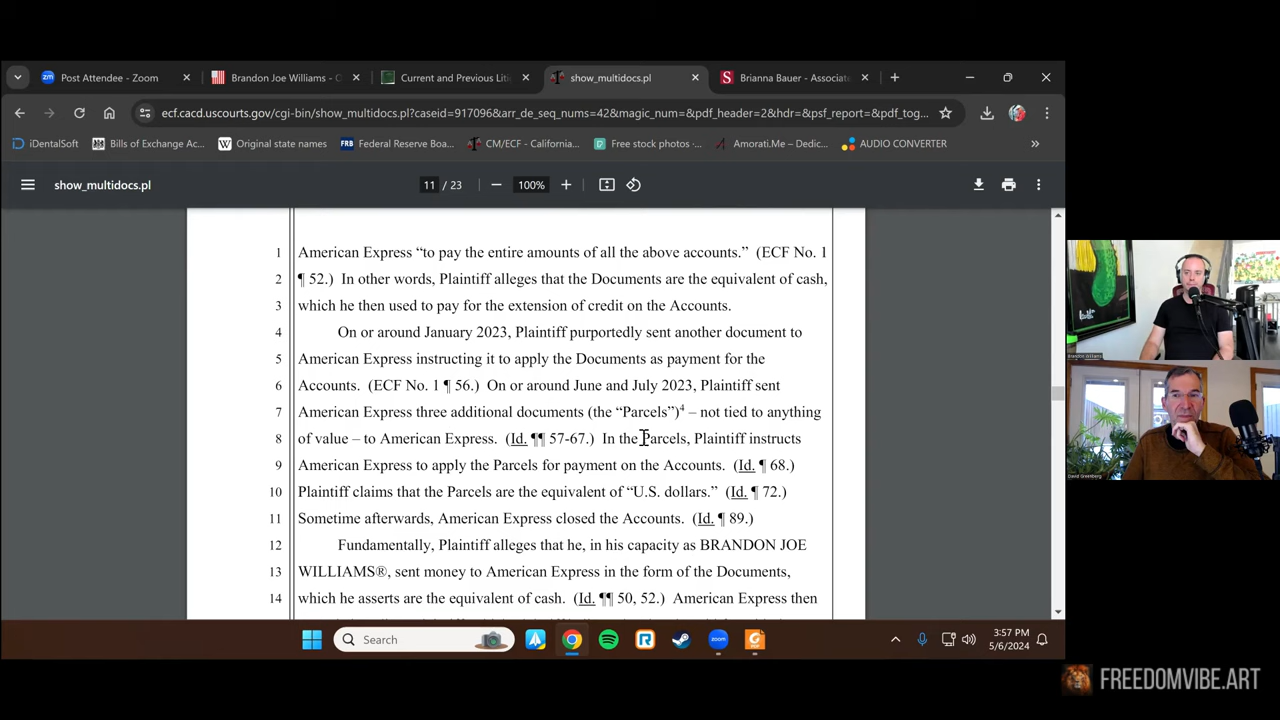 Post Attendee - Zoom
Brandon Joe Williams - C
Current and Previous Liti
show_multidocs.pl
Brianna Bauer - Associate
ecf.cacd.uscourts.gov/cgi-bin/show_multidocs.pl?caseid=917096&arr_de_seq_nums=42&magic_num=&pdf_header=2&hdr=&psf_report=&pdf_tog...
iDentalSoft
Bills of Exchange Ac...
Original state names
FRB Federal Reserve Boa...
CM/ECF - California...
Free stock photos -...
Amorati.Me – Dedic...
AUDIO CONVERTER
show_multidocs.pl
11 / 23
100%
1 American Express “to pay the entire amounts of all the above accounts.” (ECF No. 1
2 ¶ 52.) In other words, Plaintiff alleges that the Documents are the equivalent of cash,
3 which he then used to pay for the extension of credit on the Accounts.
4 On or around January 2023, Plaintiff purportedly sent another document to
5 American Express instructing it to apply the Documents as payment for the
6 Accounts. (ECF No. 1 ¶ 56.) On or around June and July 2023, Plaintiff sent
7 American Express three additional documents (the “Parcels”)⁴ – not tied to anything
8 of value – to American Express. (Id. ¶¶ 57-67.) In the Parcels, Plaintiff instructs
9 American Express to apply the Parcels for payment on the Accounts. (Id. ¶ 68.)
10 Plaintiff claims that the Parcels are the equivalent of “U.S. dollars.” (Id. ¶ 72.)
11 Sometime afterwards, American Express closed the Accounts. (Id. ¶ 89.)
12 Fundamentally, Plaintiff alleges that he, in his capacity as BRANDON JOE
13 WILLIAMS®, sent money to American Express in the form of the Documents,
14 which he asserts are the equivalent of cash. (Id. ¶¶ 50, 52.) American Express then
Brandon Williams
David Greenberg
Search
zoom
3:57 PM
5/6/2024
FREEDOMVIBE.ART